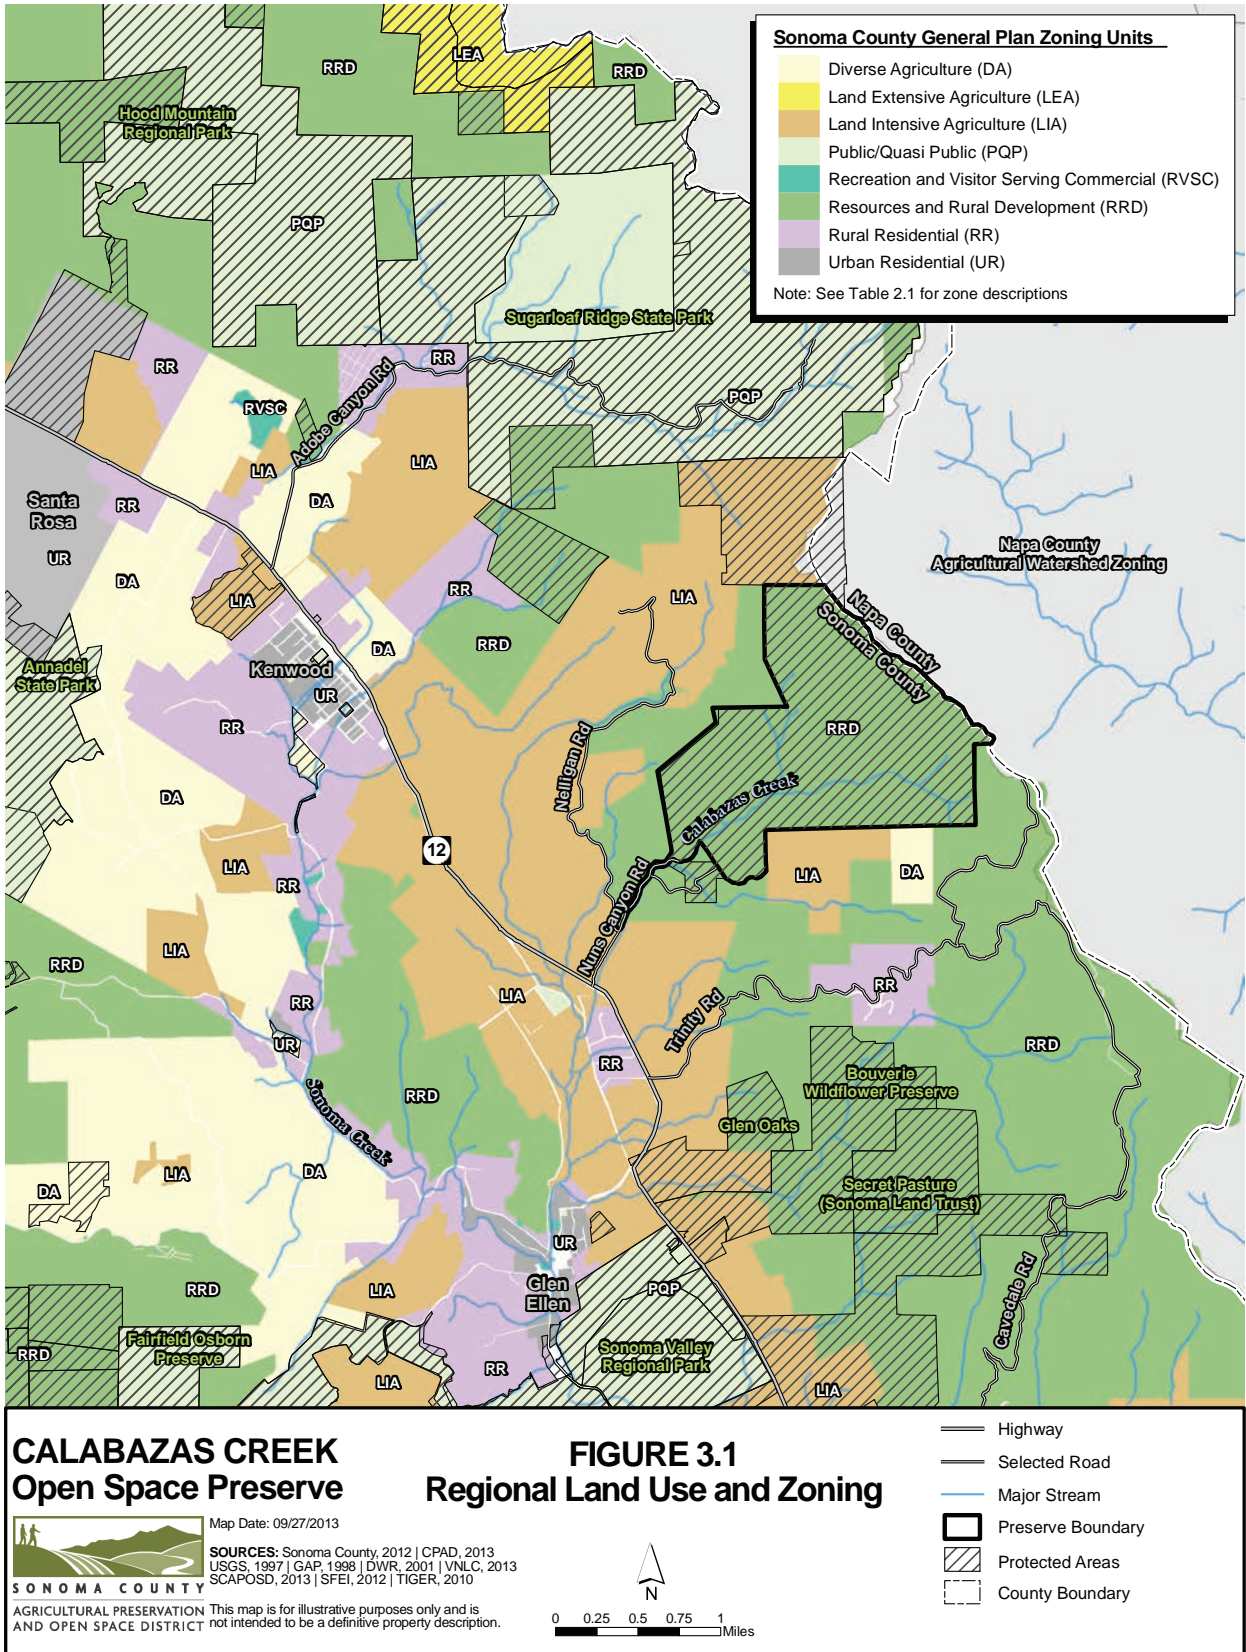 Sonoma County General Plan Zoning Units
Diverse Agriculture (DA)
Land Extensive Agriculture (LEA)
Land Intensive Agriculture (LIA)
Public/Quasi Public (PQP)
Recreation and Visitor Serving Commercial (RVSC)
Resources and Rural Development (RRD)
Rural Residential (RR)
Urban Residential (UR)
Note: See Table 2.1 for zone descriptions
LEA
RRD
RRD
Hood Mountain
Regional Park
PQP
Sugarloaf Ridge State Park
RR
RR
Adobe Canyon Rd
PQP
RVSC
LIA
LIA
DA
Santa
Rosa
UR
RR
Napa County
Agricultural Watershed Zoning
DA
LIA
RR
LIA
Napa County
Sonoma County
RRD
DA
Annadel
State Park
Kenwood
UR
RR
RRD
Nelligan Rd
DA
Calabazas Creek
12
LIA
RR
LIA
DA
Nuns Canyon Rd
RRD
LIA
RR
LIA
RR
Trinity Rd
UR
RR
RRD
Bouverie
Wildflower Preserve
RRD
Sonoma Creek
Glen Oaks
DA
LIA
DA
Secret Pasture
(Sonoma Land Trust)
UR
RRD
LIA
Glen
Ellen
PQP
Cavedale Rd
RRD
Fairfield Osborn
Preserve
Sonoma Valley
Regional Park
RR
LIA
LIA
CALABAZAS CREEK
Open Space Preserve
FIGURE 3.1
Regional Land Use and Zoning
Map Date: 09/27/2013
SOURCES: Sonoma County, 2012 | CPAD, 2013
USGS, 1997 | GAP, 1998 | DWR, 2001 | VNLC, 2013
SCAPOSD, 2013 | SFEI, 2012 | TIGER, 2010
This map is for illustrative purposes only and is
not intended to be a definitive property description.
SONOMA COUNTY
AGRICULTURAL PRESERVATION
AND OPEN SPACE DISTRICT
N
0 0.25 0.5 0.75 1
Miles
Highway
Selected Road
Major Stream
Preserve Boundary
Protected Areas
County Boundary